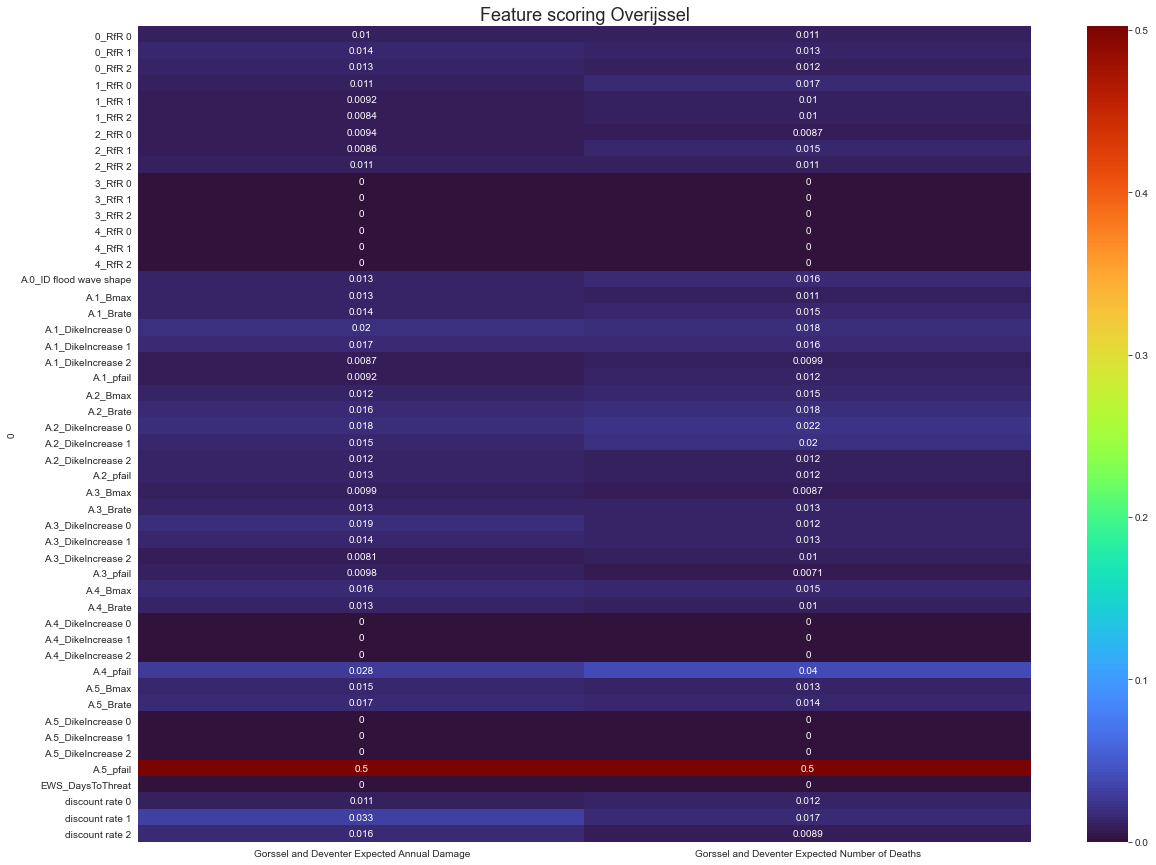 Feature scoring Overijssel
0_RfR 0 0.01 0.011
0_RfR 1 0.014 0.013
0_RfR 2 0.013 0.012
1_RfR 0 0.011 0.017
1_RfR 1 0.0092 0.01
1_RfR 2 0.0084 0.01
2_RfR 0 0.0094 0.0087
2_RfR 1 0.0086 0.015
2_RfR 2 0.011 0.011
3_RfR 0 0 0
3_RfR 1 0 0
3_RfR 2 0 0
4_RfR 0 0 0
4_RfR 1 0 0
4_RfR 2 0 0
A.0_ID flood wave shape 0.013 0.016
A.1_Bmax 0.013 0.011
A.1_Brate 0.014 0.015
A.1_DikeIncrease 0 0.02 0.018
A.1_DikeIncrease 1 0.017 0.016
A.1_DikeIncrease 2 0.0087 0.0099
A.1_pfail 0.0092 0.012
A.2_Bmax 0.012 0.015
A.2_Brate 0.016 0.018
A.2_DikeIncrease 0 0.018 0.022
A.2_DikeIncrease 1 0.015 0.02
A.2_DikeIncrease 2 0.012 0.012
A.2_pfail 0.013 0.012
A.3_Bmax 0.0099 0.0087
A.3_Brate 0.013 0.013
A.3_DikeIncrease 0 0.019 0.012
A.3_DikeIncrease 1 0.014 0.013
A.3_DikeIncrease 2 0.0081 0.01
A.3_pfail 0.0098 0.0071
A.4_Bmax 0.016 0.015
A.4_Brate 0.013 0.01
A.4_DikeIncrease 0 0 0
A.4_DikeIncrease 1 0 0
A.4_DikeIncrease 2 0 0
A.4_pfail 0.028 0.04
A.5_Bmax 0.015 0.013
A.5_Brate 0.017 0.014
A.5_DikeIncrease 0 0 0
A.5_DikeIncrease 1 0 0
A.5_DikeIncrease 2 0 0
A.5_pfail 0.5 0.5
EWS_DaysToThreat 0 0
discount rate 0 0.011 0.012
discount rate 1 0.033 0.017
discount rate 2 0.016 0.0089
0
Gorssel and Deventer Expected Annual Damage
Gorssel and Deventer Expected Number of Deaths
0.5
0.4
0.3
0.2
0.1
0.0